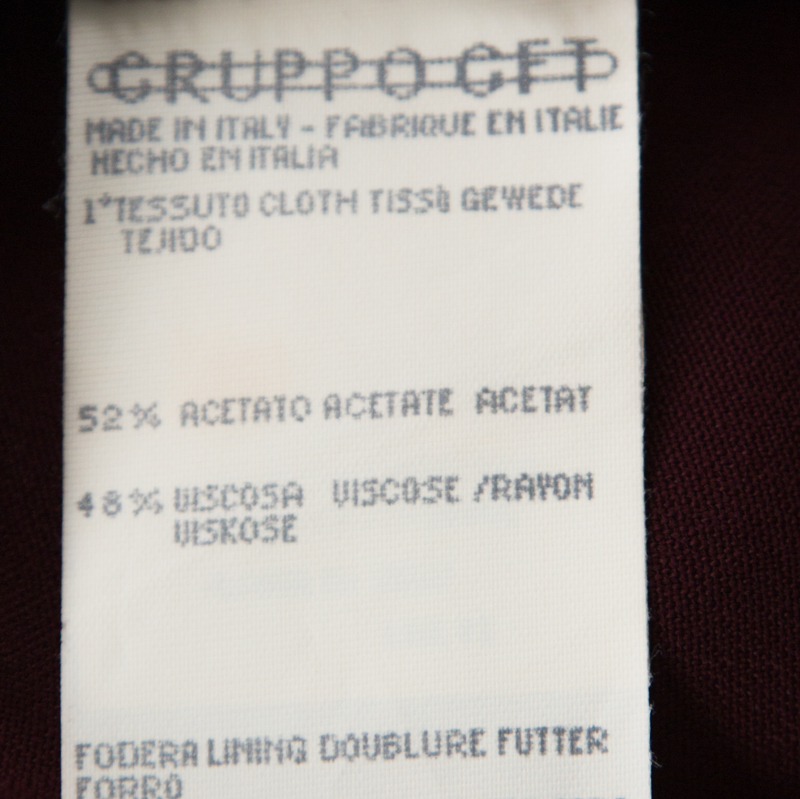 GRUPPO GFT
MADE IN ITALY - FABRIQUE EN ITALIE
HECHO EN ITALIA
1°TESSUTO CLOTH TISSÙ GEWEDE
TEJIDO
52% ACETATO ACETATE ACETAT
48% VISCOSA VISCOSE /RAYON
VISKOSE
FODERA LINING DOUBLURE FUTTER
FORRO